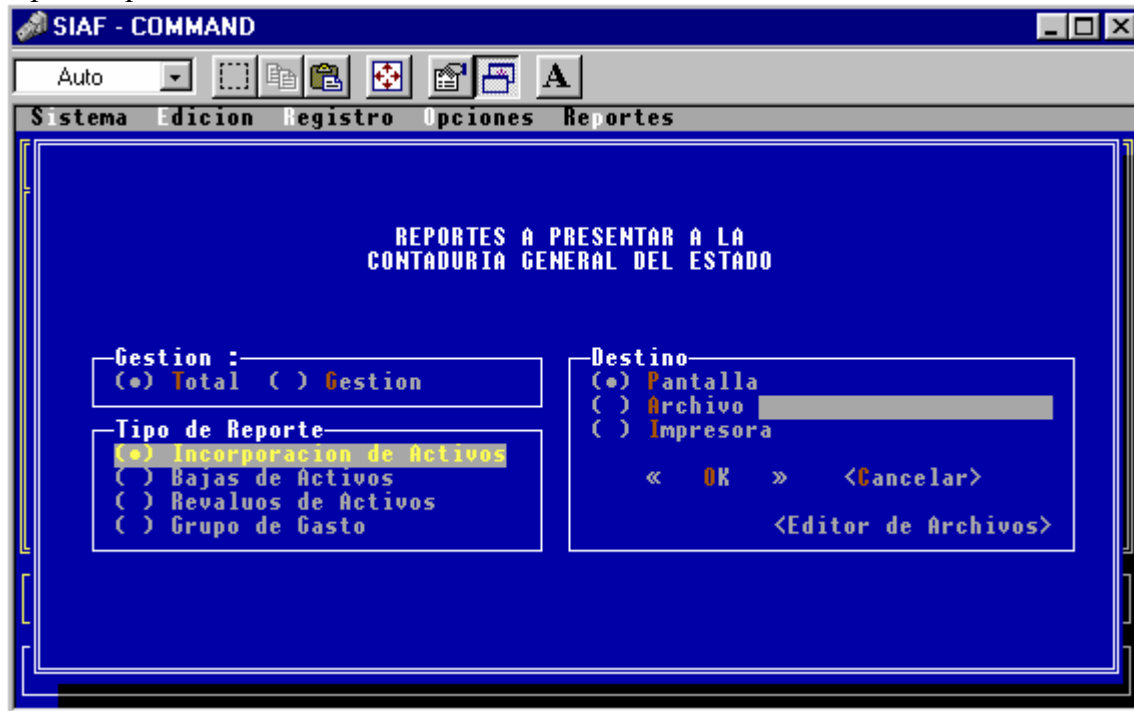 SIAF - COMMAND
Auto
A
Sistema Edicion Registro Opciones Reportes
REPORTES A PRESENTAR A LA
CONTADURIA GENERAL DEL ESTADO
Gestion :
(•) Total ( ) Gestion
Tipo de Reporte
(•) Incorporacion de Activos
( ) Bajas de Activos
( ) Revaluos de Activos
( ) Grupo de Gasto
Destino
(•) Pantalla
( ) Archivo
( ) Impresora
« OK » <Cancelar>
<Editor de Archivos>